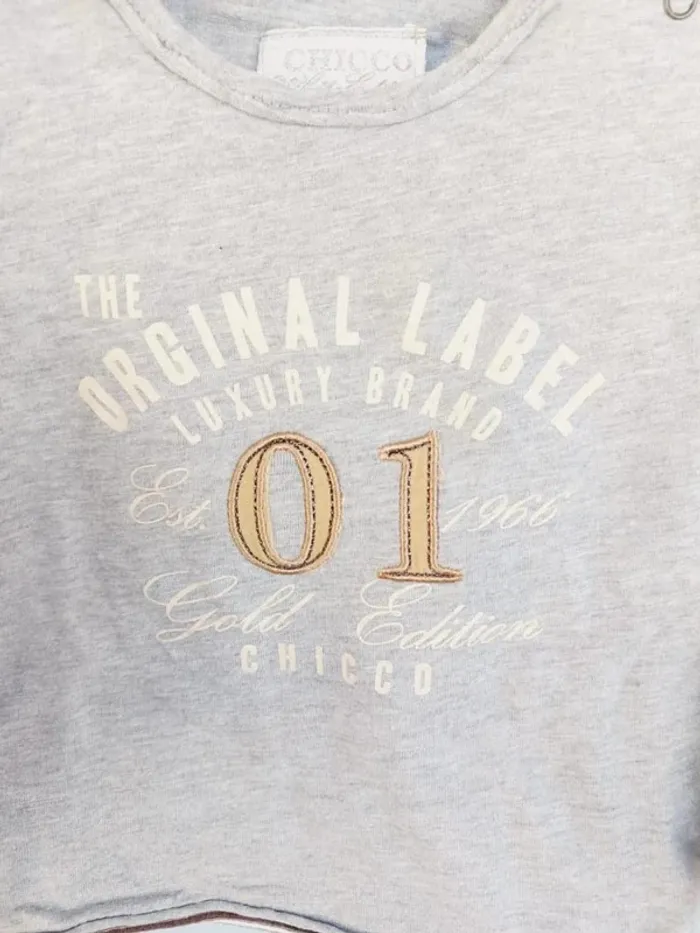 CHICCO
THE
ORGINAL LABEL
LUXURY BRAND
Est. 01 1966
Gold Edition
CHICCO